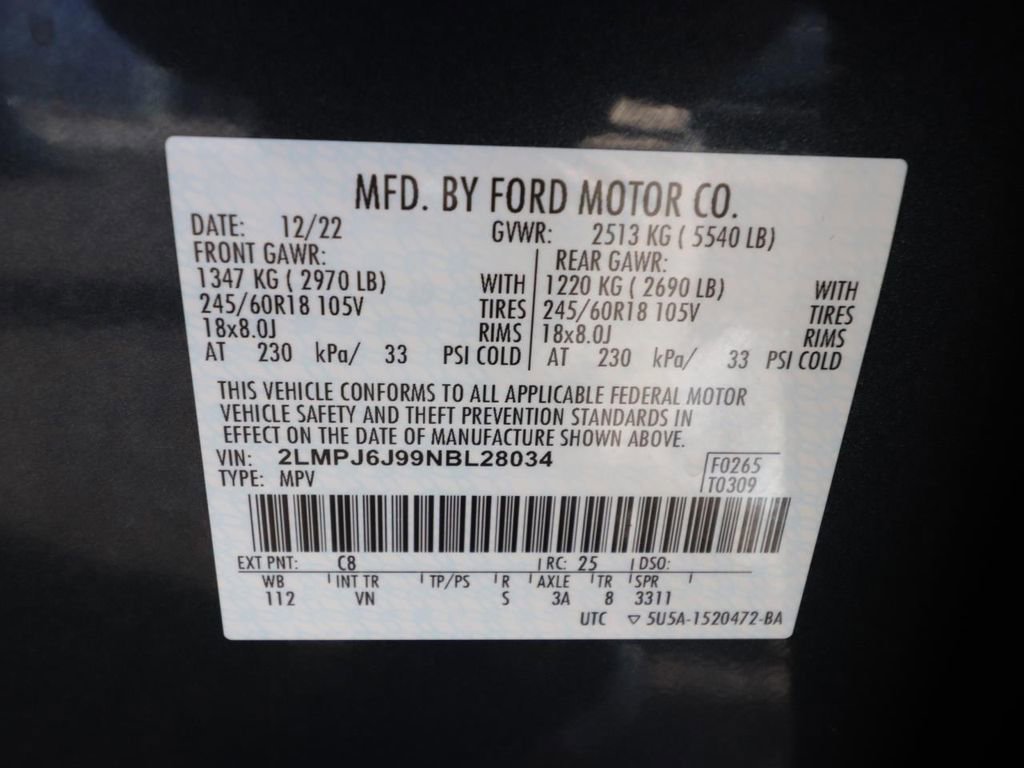 MFD. BY FORD MOTOR CO.
DATE: 12/22 GVWR: 2513 KG ( 5540 LB)
FRONT GAWR: REAR GAWR:
1347 KG ( 2970 LB) WITH 1220 KG ( 2690 LB) WITH
245/60R18 105V TIRES 245/60R18 105V TIRES
18x8.0J RIMS 18x8.0J RIMS
AT 230 kPa/ 33 PSI COLD AT 230 kPa/ 33 PSI COLD
THIS VEHICLE CONFORMS TO ALL APPLICABLE FEDERAL MOTOR
VEHICLE SAFETY AND THEFT PREVENTION STANDARDS IN
EFFECT ON THE DATE OF MANUFACTURE SHOWN ABOVE.
VIN: 2LMPJ6J99NBL28034 F0265
TYPE: MPV T0309
EXT PNT: C8 RC: 25 DSO:
WB INT TR TP/PS R AXLE TR SPR
112 VN S 3A 8 3311
UTC ▽ 5U5A-1520472-BA